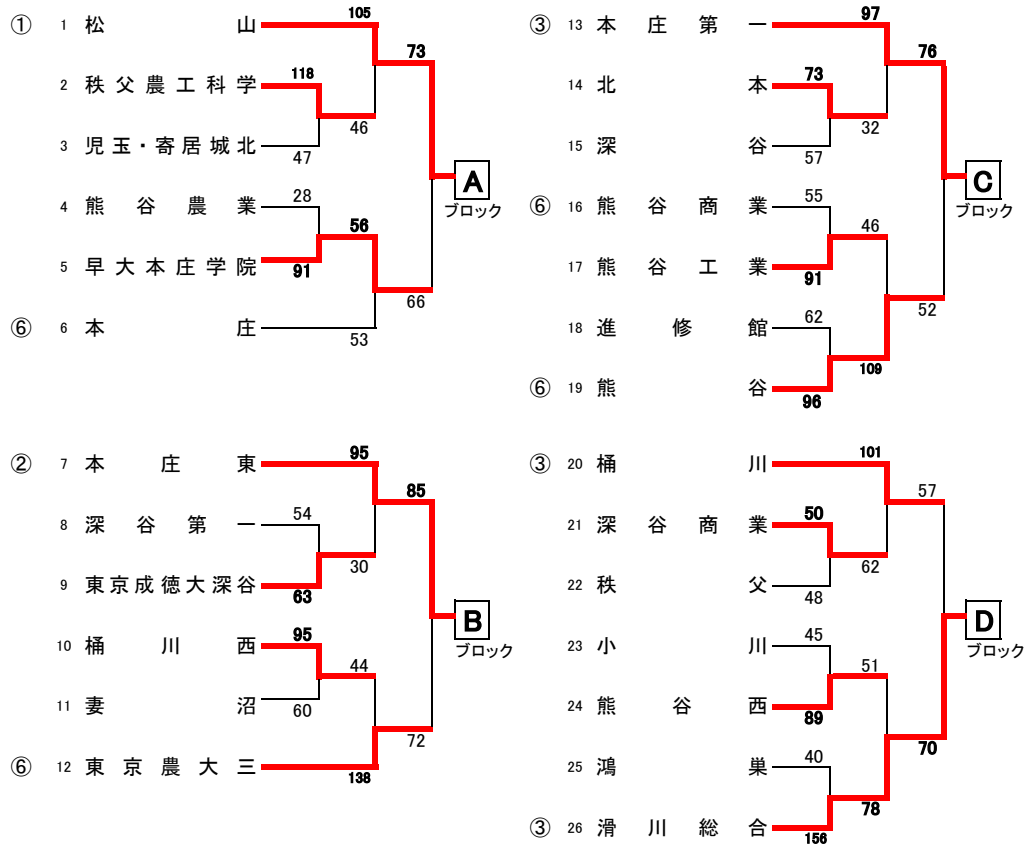 ① 1 松山 105
73
2 秩父農工科学 118
46
3 児玉・寄居城北 47
A
ブロック
4 熊谷農業 28
56
5 早大本庄学院 91
66
⑥ 6 本庄 53
② 7 本庄東 95
85
8 深谷第一 54
30
9 東京成徳大深谷 63
B
ブロック
10 桶川西 95
44
11 妻沼 60
72
⑥ 12 東京農大三 138
③ 13 本庄第一 97
76
14 北本 73
32
15 深谷 57
C
ブロック
⑥ 16 熊谷商業 55
46
17 熊谷工業 91
52
18 進修館 62
109
⑥ 19 熊谷 96
③ 20 桶川 101
57
21 深谷商業 50
62
22 秩父 48
D
ブロック
23 小川 45
51
24 熊谷西 89
70
25 鴻巣 40
78
③ 26 滑川総合 156